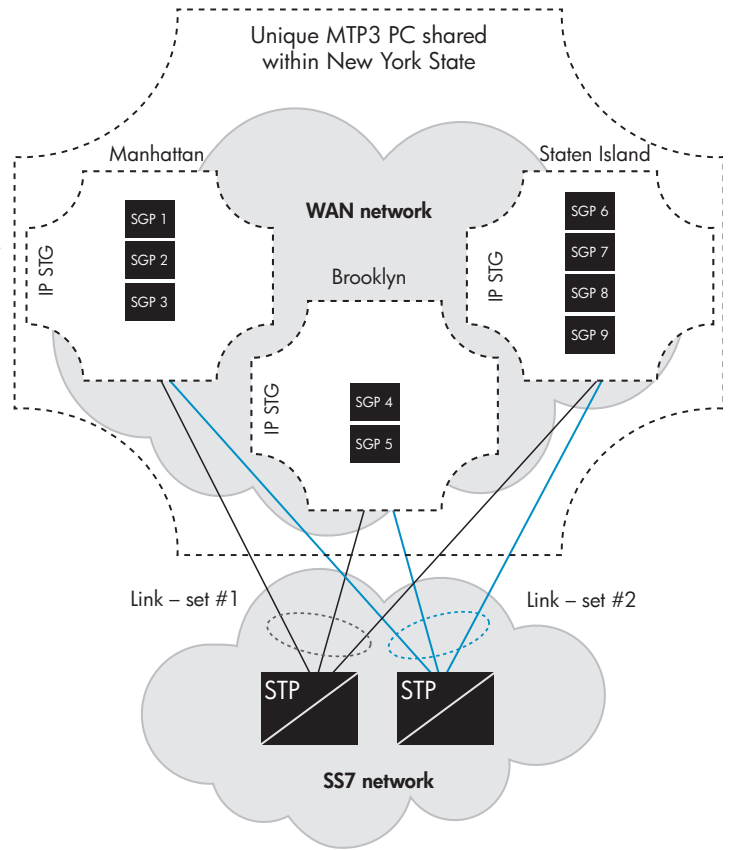 Unique MTP3 PC shared
within New York State
Manhattan
Staten Island
WAN network
IP STG
SGP 1
SGP 2
SGP 3
Brooklyn
IP STG
SGP 4
SGP 5
IP STG
SGP 6
SGP 7
SGP 8
SGP 9
Link – set #1
Link – set #2
STP
STP
SS7 network